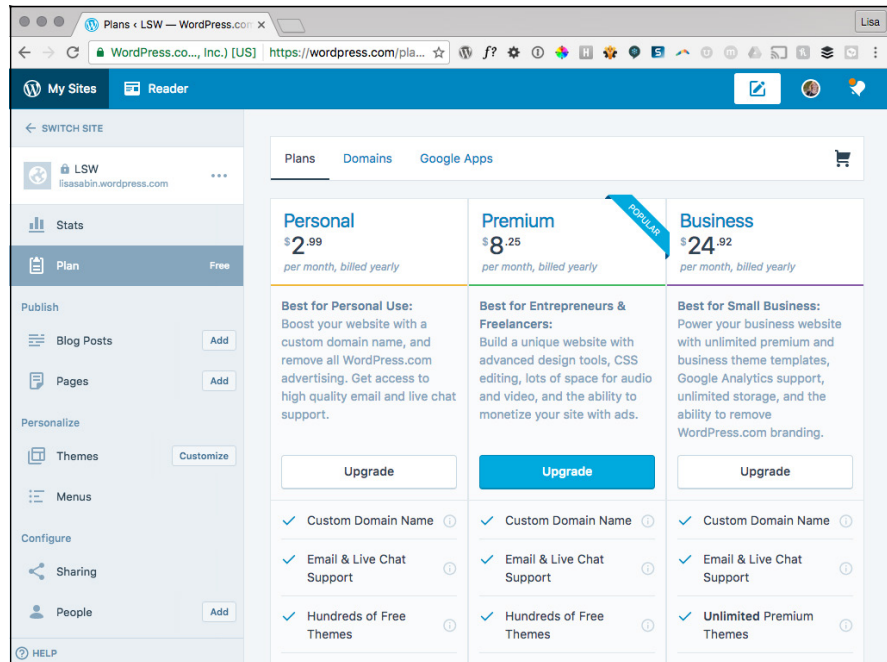 Plans ‹ LSW — WordPress.con
Lisa
WordPress.co..., Inc.) [US] https://wordpress.com/pla...
My Sites Reader
SWITCH SITE
LSW
lisasabin.wordpress.com
Stats
Plan Free
Publish
Blog Posts Add
Pages Add
Personalize
Themes Customize
Menus
Configure
Sharing
People Add
HELP
Plans Domains Google Apps
Personal
$2.99
per month, billed yearly
Best for Personal Use:
Boost your website with a
custom domain name, and
remove all WordPress.com
advertising. Get access to
high quality email and live chat
support.
Upgrade
Custom Domain Name
Email & Live Chat
Support
Hundreds of Free
Themes
POPULAR
Premium
$8.25
per month, billed yearly
Best for Entrepreneurs &
Freelancers:
Build a unique website with
advanced design tools, CSS
editing, lots of space for audio
and video, and the ability to
monetize your site with ads.
Upgrade
Custom Domain Name
Email & Live Chat
Support
Hundreds of Free
Themes
Business
$24.92
per month, billed yearly
Best for Small Business:
Power your business website
with unlimited premium and
business theme templates,
Google Analytics support,
unlimited storage, and the
ability to remove
WordPress.com branding.
Upgrade
Custom Domain Name
Email & Live Chat
Support
Unlimited Premium
Themes